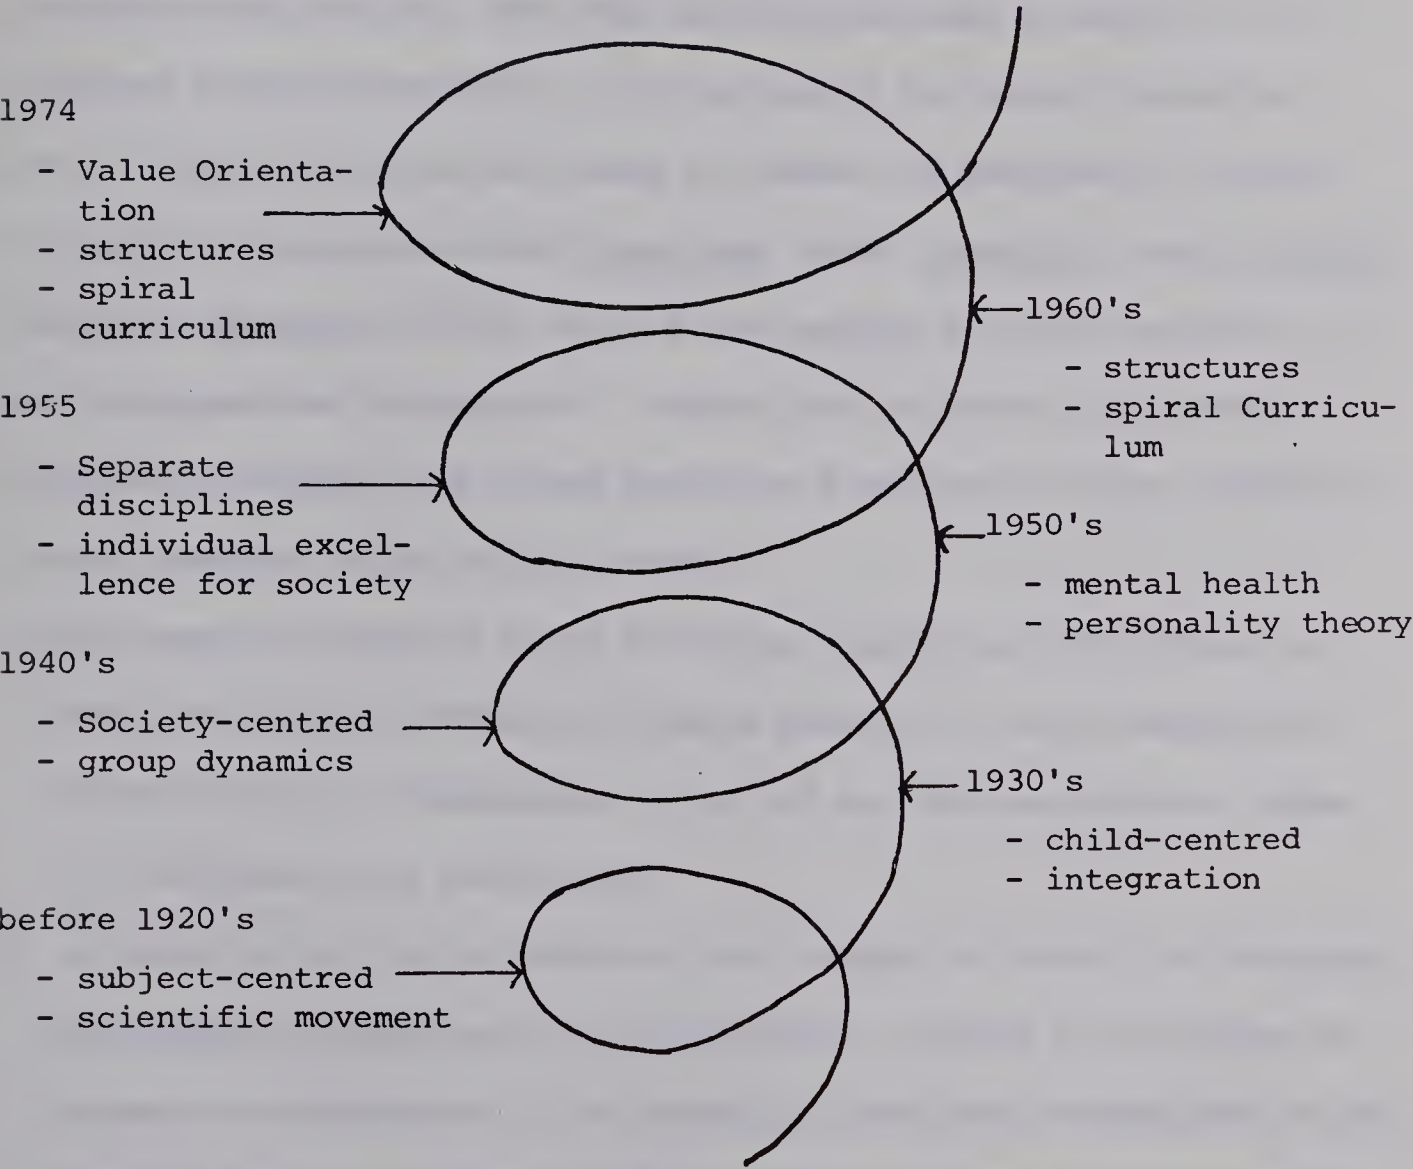 1974
- Value Orienta-
tion
- structures
- spiral
curriculum
1955
- Separate
disciplines
- individual excel-
lence for society
1940's
- Society-centred
- group dynamics
before 1920's
- subject-centred
- scientific movement
1960's
- structures
- spiral Curricu-
lum
1950's
- mental health
- personality theory
1930's
- child-centred
- integration